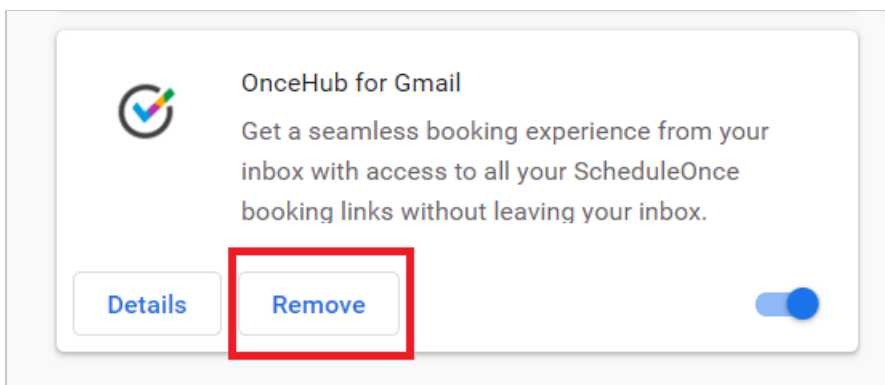 OnceHub for Gmail
Get a seamless booking experience from your
inbox with access to all your ScheduleOnce
booking links without leaving your inbox.
Details
Remove